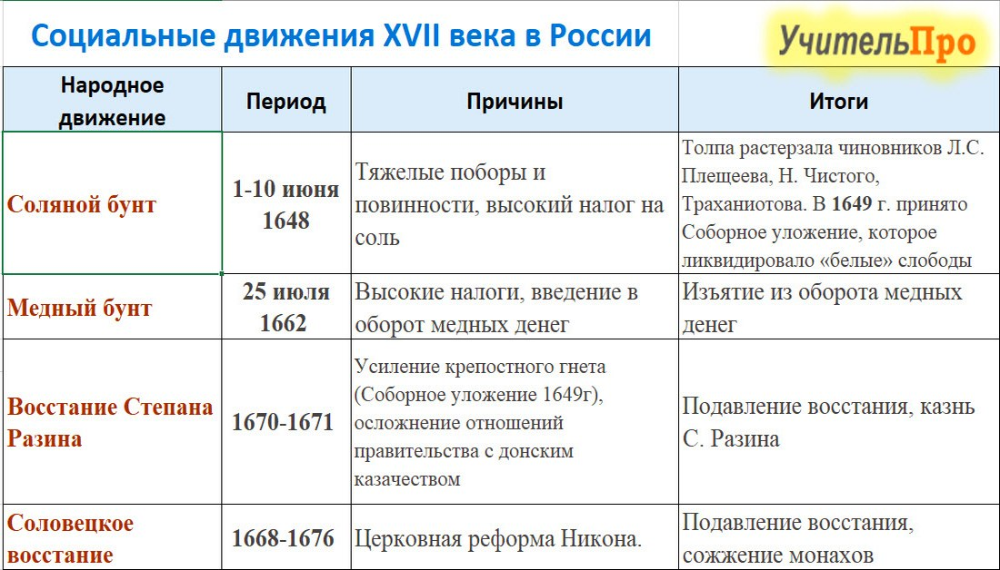 Социальные движения XVII века в России
УчительПро
Народное
движение
Период
Причины
Итоги
Соляной бунт
1-10 июня
1648
Тяжелые поборы и
повинности, высокий налог на
соль
Толпа растерзала чиновников Л.С.
Плещеева, Н. Чистого,
Траханиотова. В 1649 г. принято
Соборное уложение, которое
ликвидировало «белые» слободы
Медный бунт
25 июля
1662
Высокие налоги, введение в
оборот медных денег
Изъятие из оборота медных
денег
Восстание Степана
Разина
1670-1671
Усиление крепостного гнета
(Соборное уложение 1649г),
осложнение отношений
правительства с донским
казачеством
Подавление восстания, казнь
С. Разина
Соловецкое
восстание
1668-1676
Церковная реформа Никона.
Подавление восстания,
сожжение монахов